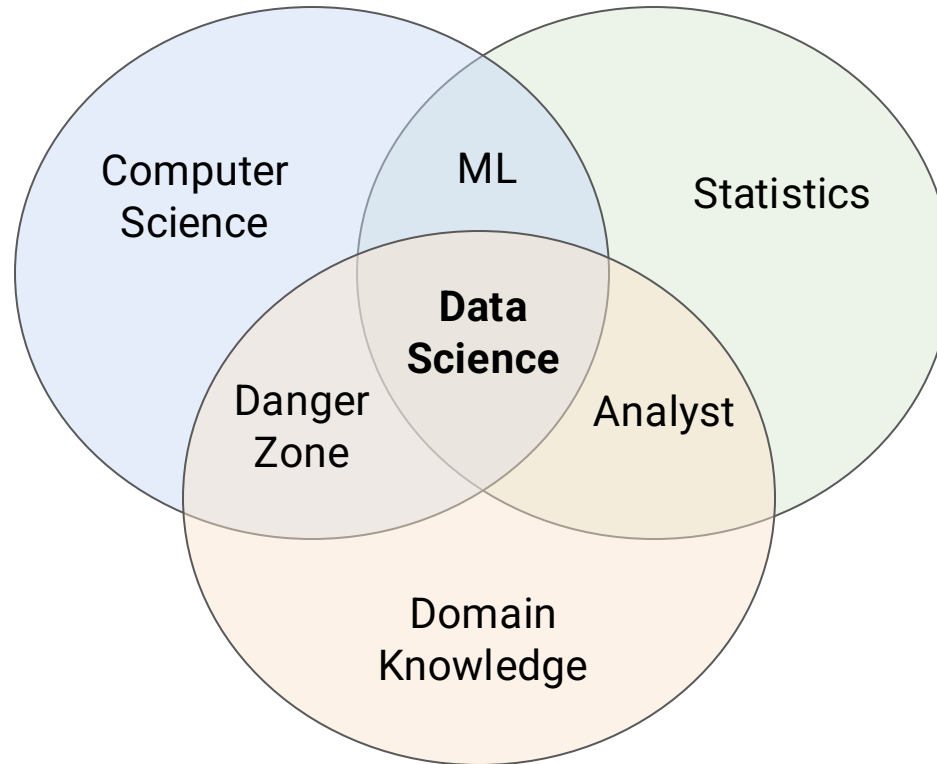 Computer
Science
ML
Statistics
Data
Science
Danger
Zone
Analyst
Domain
Knowledge